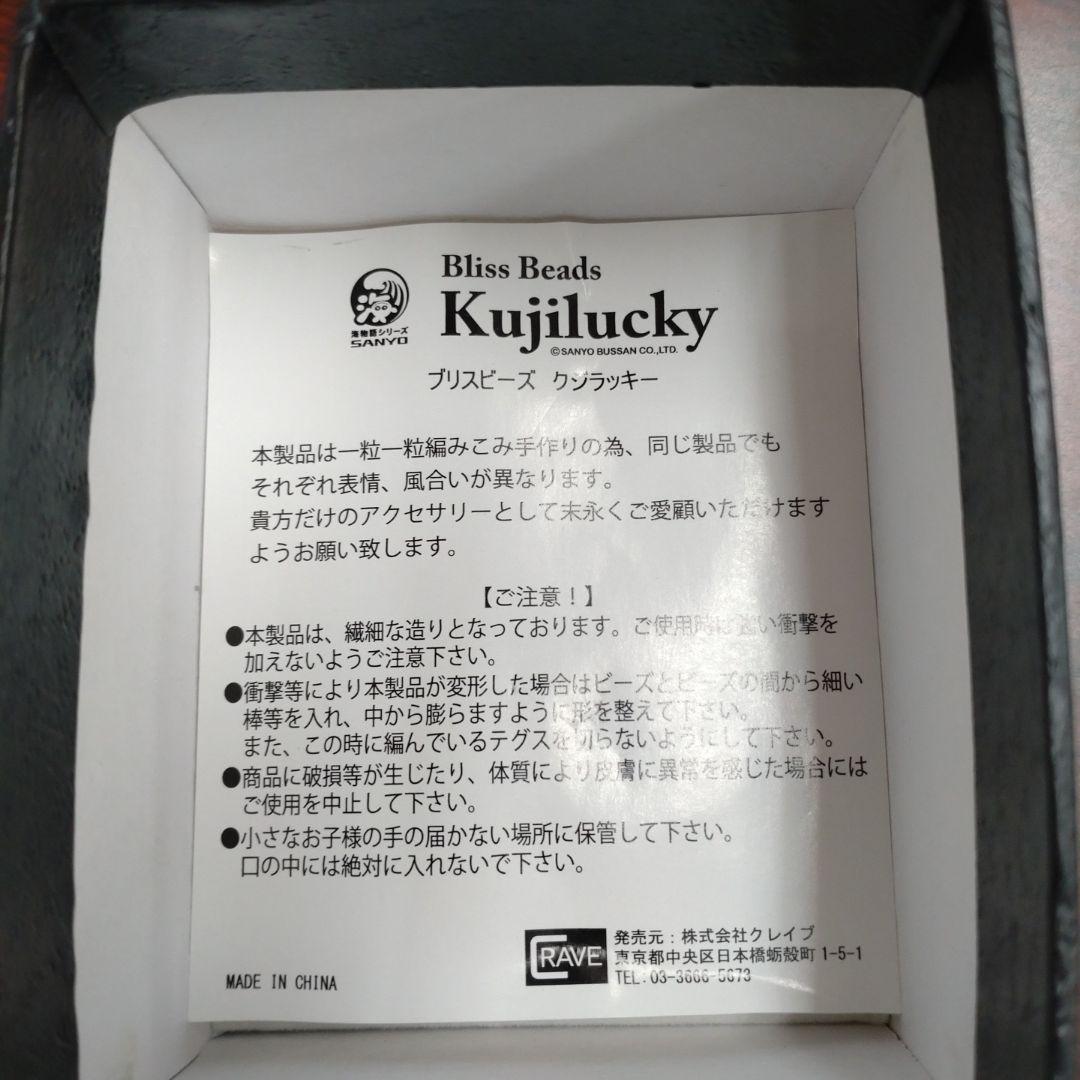 Bliss Beads
Kujilucky
海物語シリーズ
SANYO
©SANYO BUSSAN CO.,LTD.
ブリスビーズ クジラッキー
本製品は一粒一粒編みこみ手作りの為、同じ製品でも
それぞれ表情、風合いが異なります。
貴方だけのアクセサリーとして末永くご愛顧いただけます
ようお願い致します。
【ご注意！】
●本製品は、繊細な造りとなっております。ご使用時は強い衝撃を
加えないようご注意下さい。
●衝撃等により本製品が変形した場合はビーズとビーズの間から細い
棒等を入れ、中から膨らますように形を整えて下さい。
また、この時に編んでいるテグスを切らないようにして下さい。
●商品に破損等が生じたり、体質により皮膚に異常を感じた場合には
ご使用を中止して下さい。
●小さなお子様の手の届かない場所に保管して下さい。
口の中には絶対に入れないで下さい。
MADE IN CHINA
CRAVE
発売元：株式会社クレイブ
東京都中央区日本橋蛎殻町 1-5-1
TEL:03-3666-5673